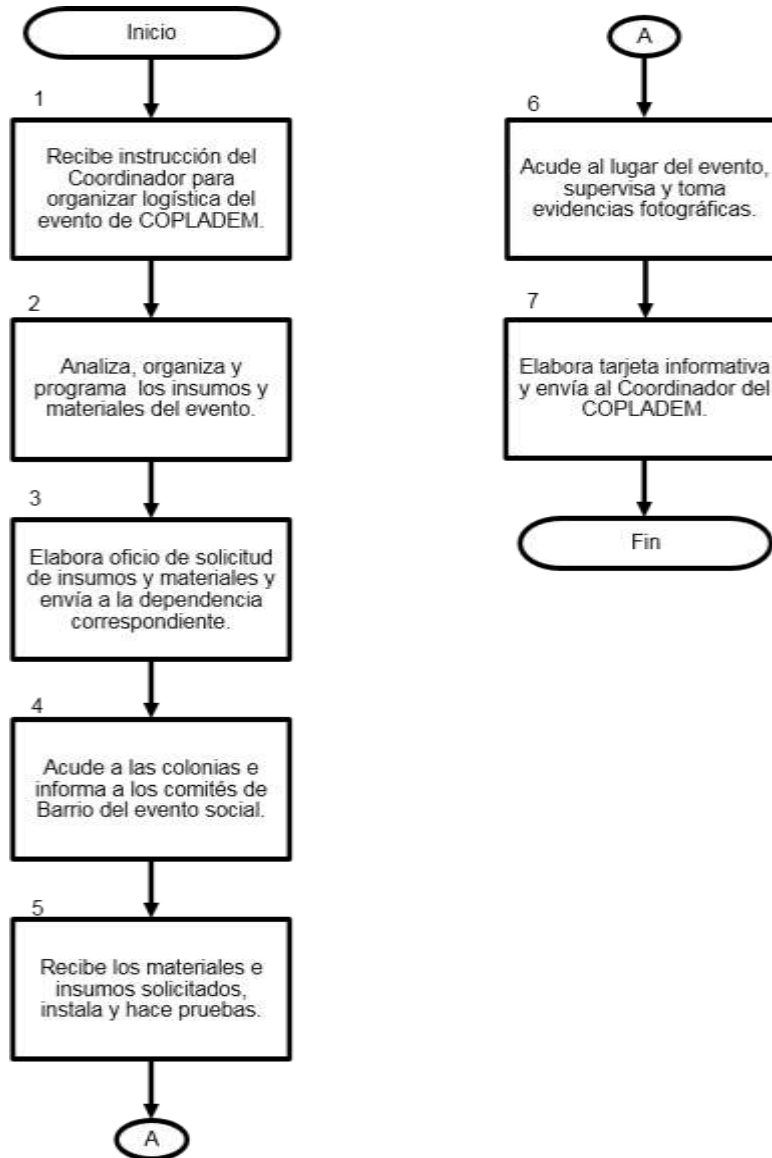 Inicio
1
Recibe instrucción del
Coordinador para
organizar logística del
evento de COPLADEM.
2
Analiza, organiza y
programa los insumos y
materiales del evento.
3
Elabora oficio de solicitud
de insumos y materiales y
envía a la dependencia
correspondiente.
4
Acude a las colonias e
informa a los comités de
Barrio del evento social.
5
Recibe los materiales e
insumos solicitados,
instala y hace pruebas.
A
A
6
Acude al lugar del evento,
supervisa y toma
evidencias fotográficas.
7
Elabora tarjeta informativa
y envía al Coordinador del
COPLADEM.
Fin